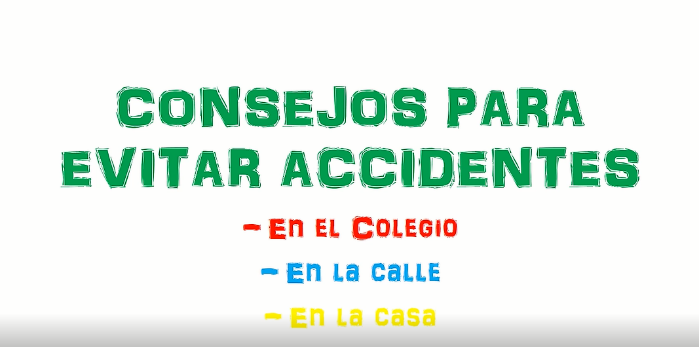 CONSEJOS PARA
EVITAR ACCIDENTES
- EN EL COLEGIO
- EN LA CALLE
- EN LA CASA